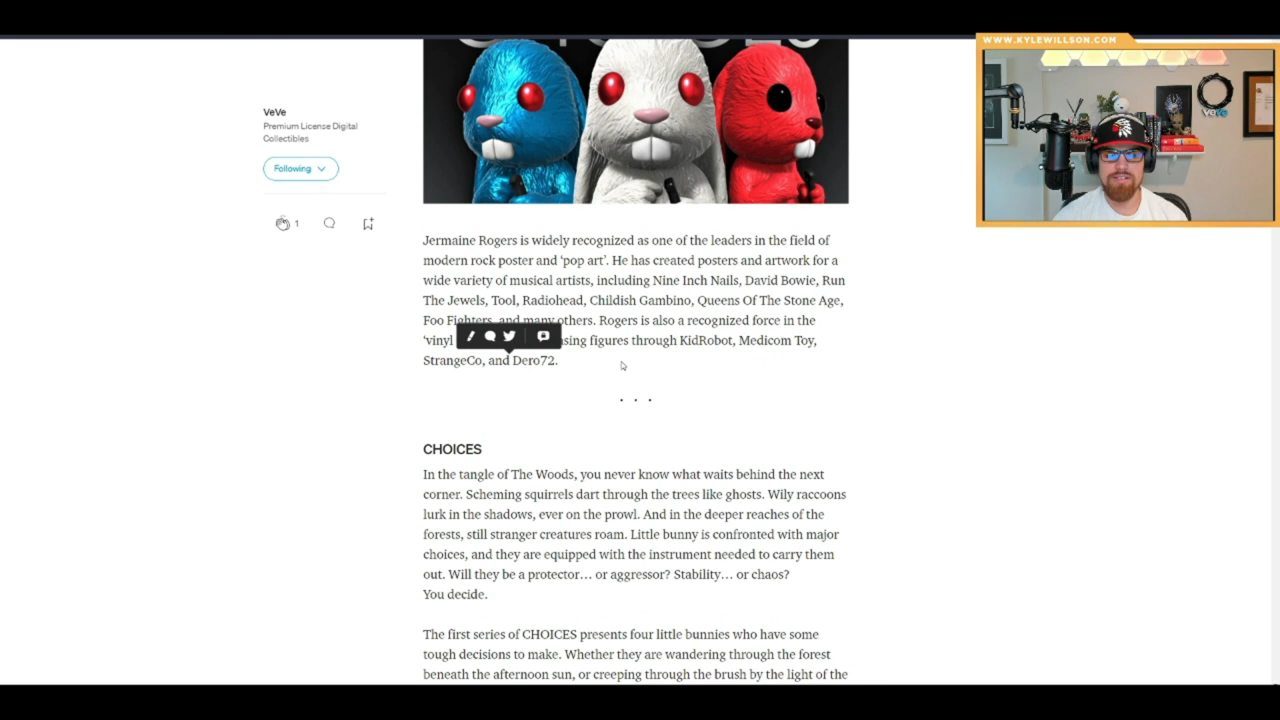 WWW.KYLEWILLSON.COM
VeVe
Premium License Digital
Collectibles
Following
1
Jermaine Rogers is widely recognized as one of the leaders in the field of
modern rock poster and ‘pop art’. He has created posters and artwork for a
wide variety of musical artists, including Nine Inch Nails, David Bowie, Run
The Jewels, Tool, Radiohead, Childish Gambino, Queens Of The Stone Age,
Foo Fighters, and many others. Rogers is also a recognized force in the
‘vinyl sing figures through KidRobot, Medicom Toy,
StrangeCo, and Dero72.
. . .
CHOICES
In the tangle of The Woods, you never know what waits behind the next
corner. Scheming squirrels dart through the trees like ghosts. Wily raccoons
lurk in the shadows, ever on the prowl. And in the deeper reaches of the
forests, still stranger creatures roam. Little bunny is confronted with major
choices, and they are equipped with the instrument needed to carry them
out. Will they be a protector… or aggressor? Stability… or chaos?
You decide.
The first series of CHOICES presents four little bunnies who have some
tough decisions to make. Whether they are wandering through the forest
beneath the afternoon sun, or creeping through the brush by the light of the